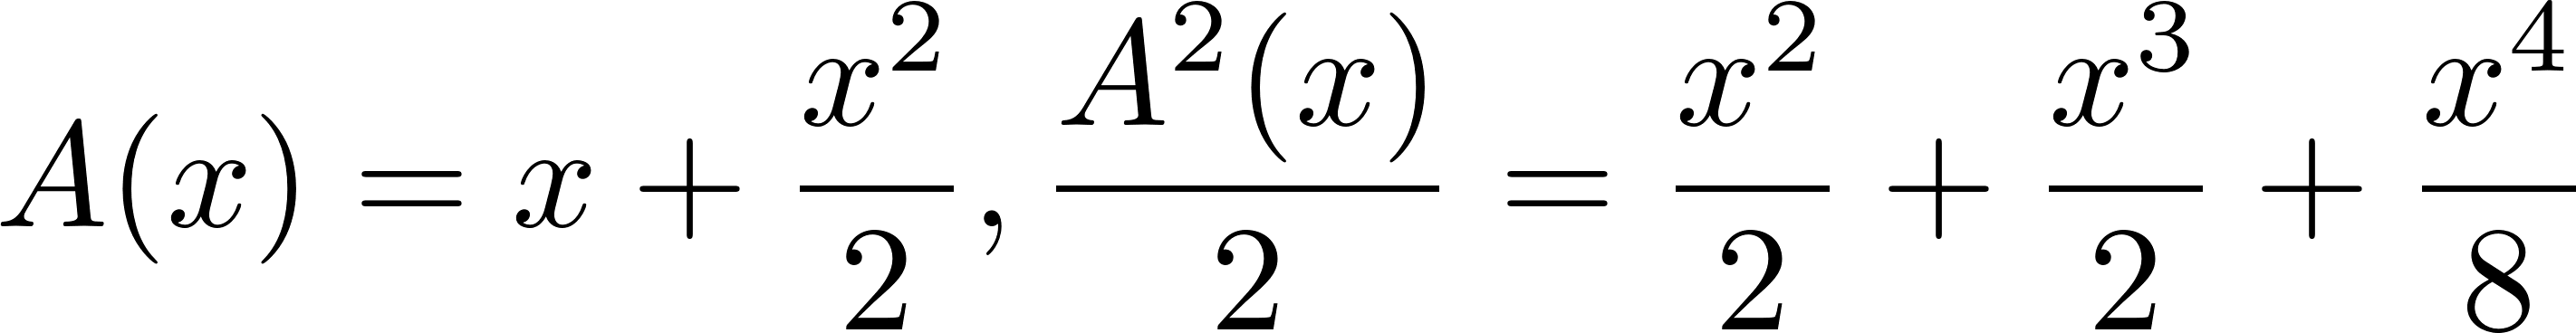 A(x) = x + \frac{x^2}{2}, \frac{A^2(x)}{2} = \frac{x^2}{2} + \frac{x^3}{2} + \frac{x^4}{8}